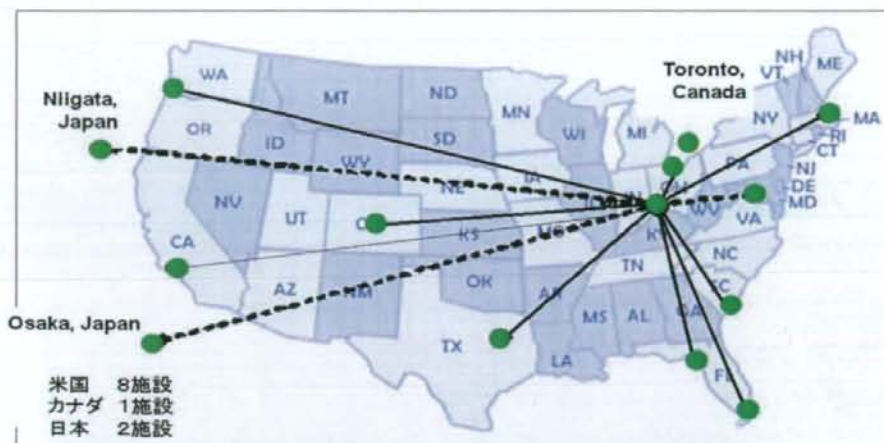 NH
WA
VT
ME
Toronto,
Canada
MT
ND
MN
Niigata,
Japan
OR
ID
SD
WI
MI
NY
MA
RI
CT
WY
PA
NJ
IA
NE
DE
MD
NV
UT
WV
VA
CA
KS
KY
NC
TN
AZ
NM
OK
AR
SC
Osaka, Japan
MS
AL
GA
TX
LA
FL
米国 8施設
カナダ 1施設
日本 2施設